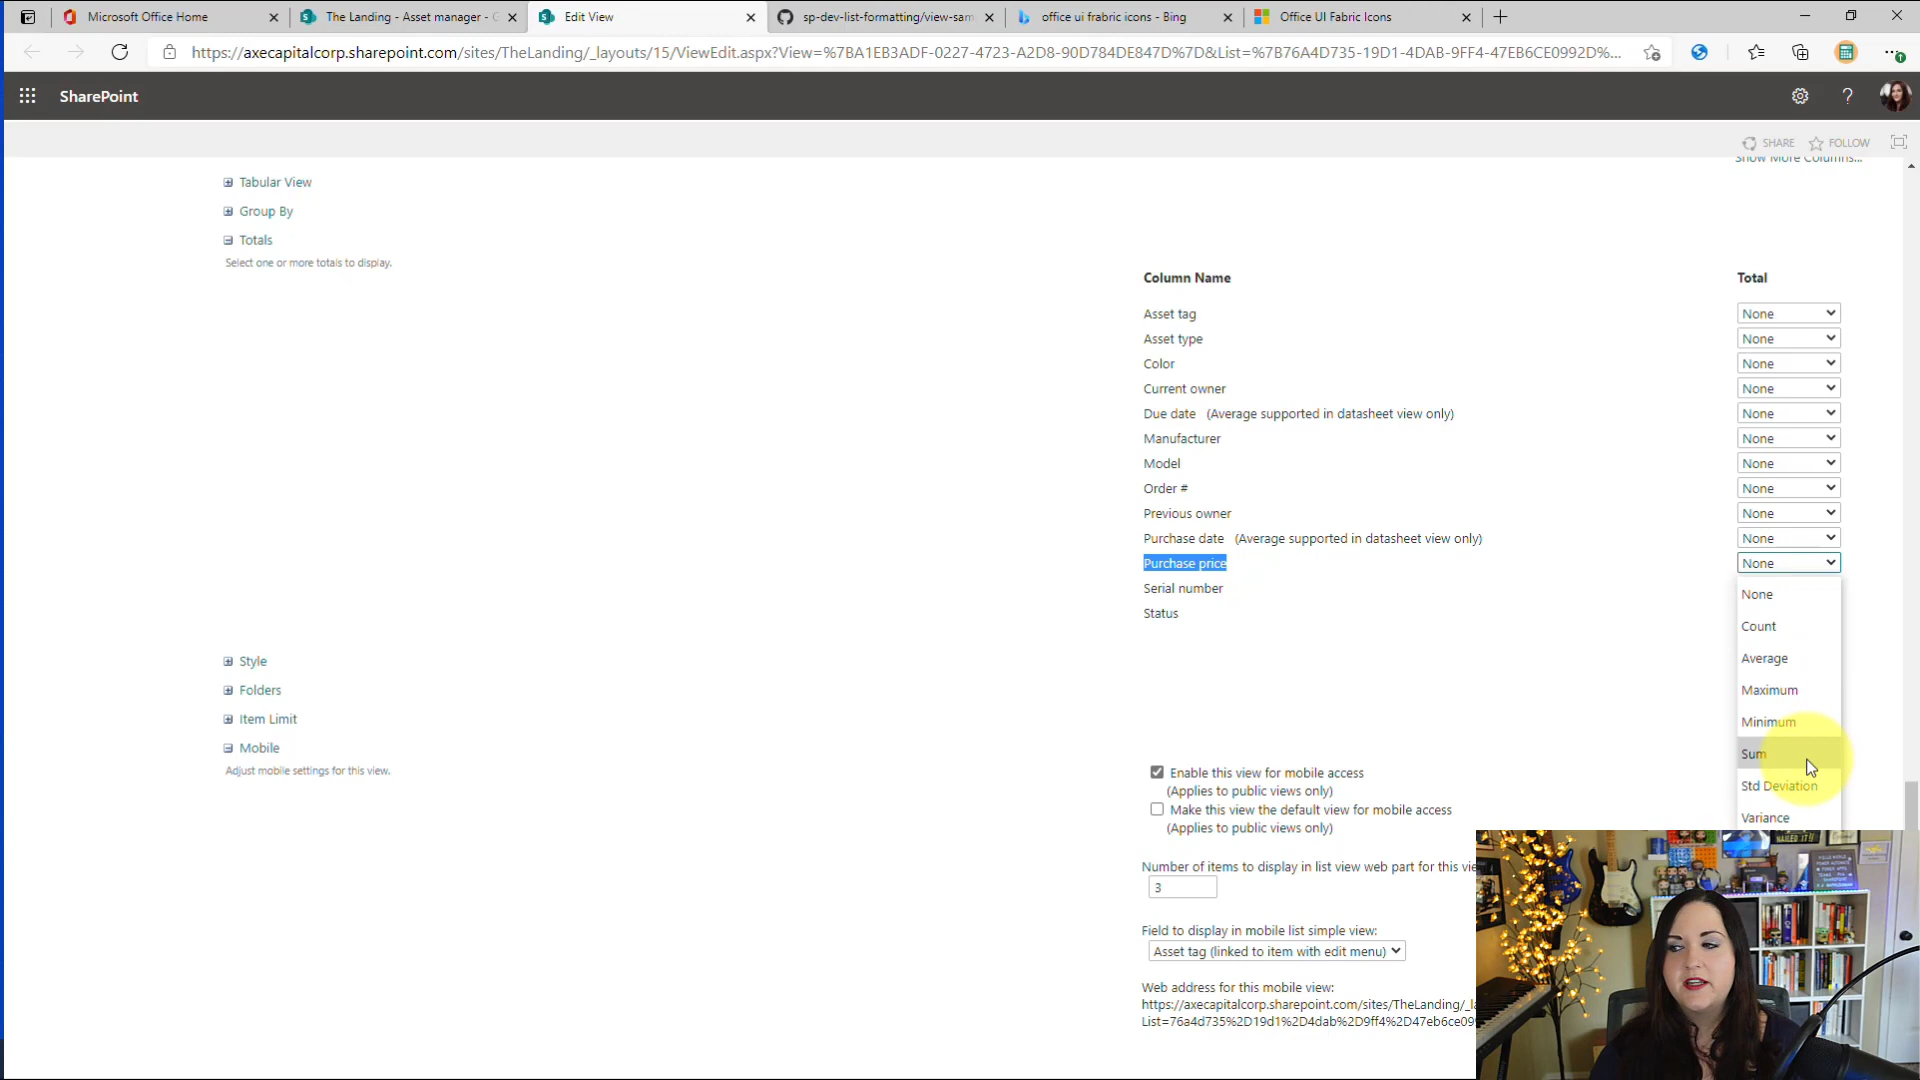 Microsoft Office Home
The Landing - Asset manager - G
Edit View
sp-dev-list-formatting/view-sam
office ui frabric icons - Bing
Office UI Fabric Icons
https://axecapitalcorp.sharepoint.com/sites/TheLanding/_layouts/15/ViewEdit.aspx?View=%7BA1EB3ADF-0227-4723-A2D8-90D784DE847D%7D&List=%7B76A4D735-19D1-4DAB-9FF4-47EB6CE0992D%...
SharePoint
SHARE
FOLLOW
Show More Columns...
Tabular View
Group By
Totals
Select one or more totals to display.
Column Name Total
Asset tag None
Asset type None
Color None
Current owner None
Due date (Average supported in datasheet view only) None
Manufacturer None
Model None
Order # None
Previous owner None
Purchase date (Average supported in datasheet view only) None
Purchase price None
Serial number
Status
None
Count
Average
Maximum
Minimum
Sum
Std Deviation
Variance
Style
Folders
Item Limit
Mobile
Adjust mobile settings for this view.
Enable this view for mobile access
(Applies to public views only)
Make this view the default view for mobile access
(Applies to public views only)
Number of items to display in list view web part for this vie
3
Field to display in mobile list simple view:
Asset tag (linked to item with edit menu)
Web address for this mobile view:
https://axecapitalcorp.sharepoint.com/sites/TheLanding/_la
List=76a4d735%2D19d1%2D4dab%2D9ff4%2D47eb6ce09
NAILED IT!!